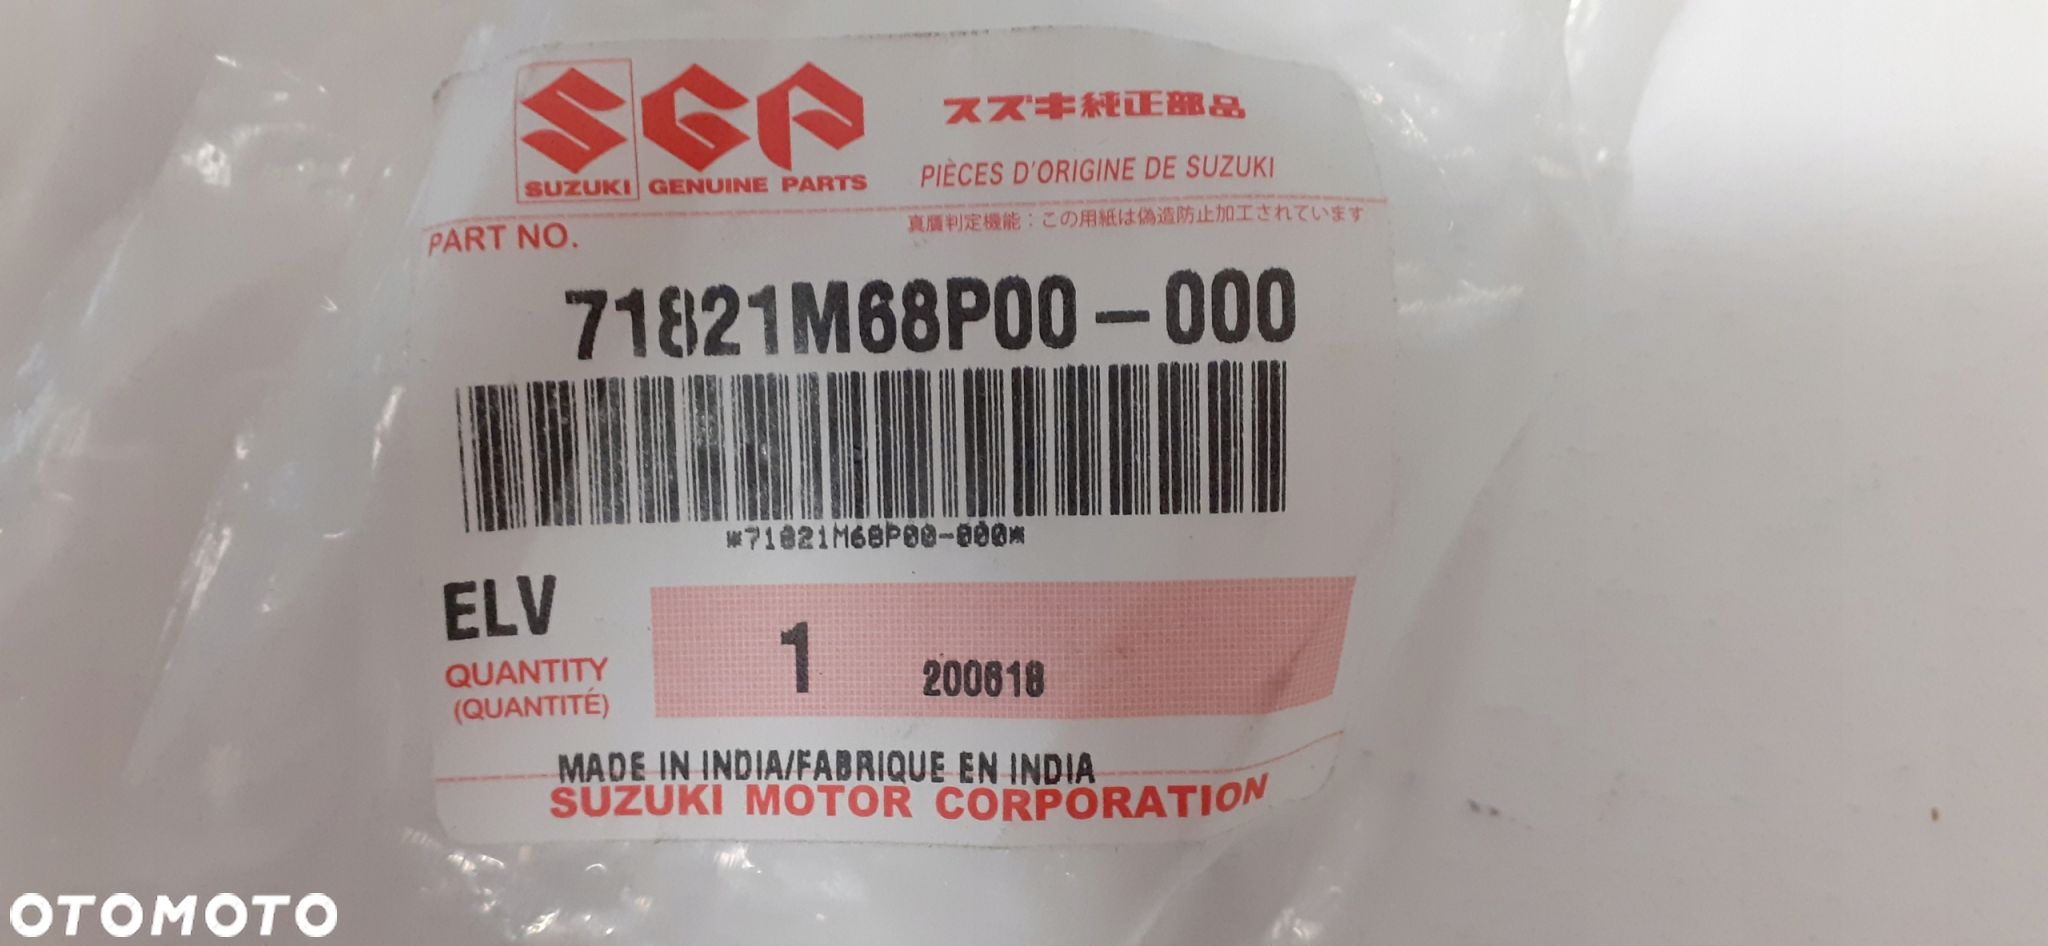 SGP
SUZUKI GENUINE PARTS
スズキ純正部品
PIÈCES D'ORIGINE DE SUZUKI
真贋判定機能：この用紙は偽造防止加工されています
PART NO.
71821M68P00-000
*71821M68P00-000*
ELV
QUANTITY
(QUANTITÉ)
1
200618
MADE IN INDIA/FABRIQUE EN INDIA
SUZUKI MOTOR CORPORATION
OTOMOTO